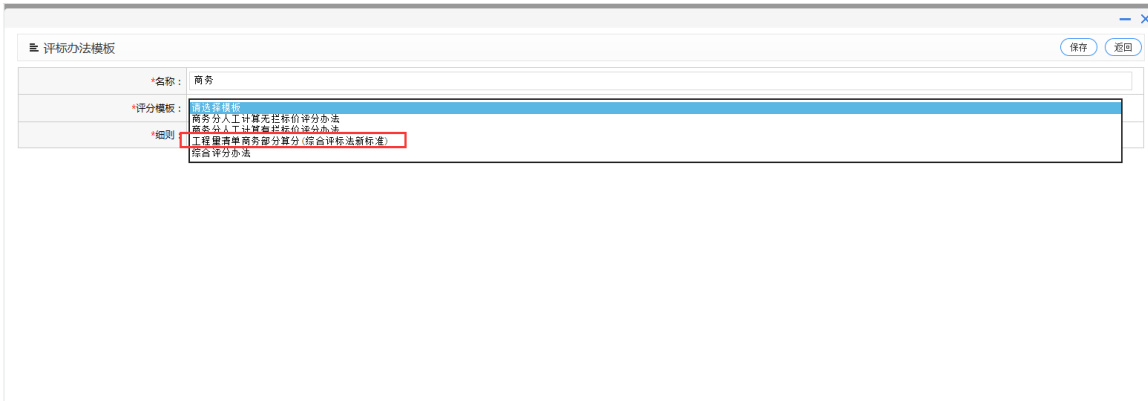 评标办法模板
保存
返回
*名称：
商务
*评分模板：
请选择模板
商务分人工计算无拦标价评分办法
商务分人工计算有拦标价评分办法
*细则：
工程量清单商务部分算分(综合评标法新标准)
综合评分办法